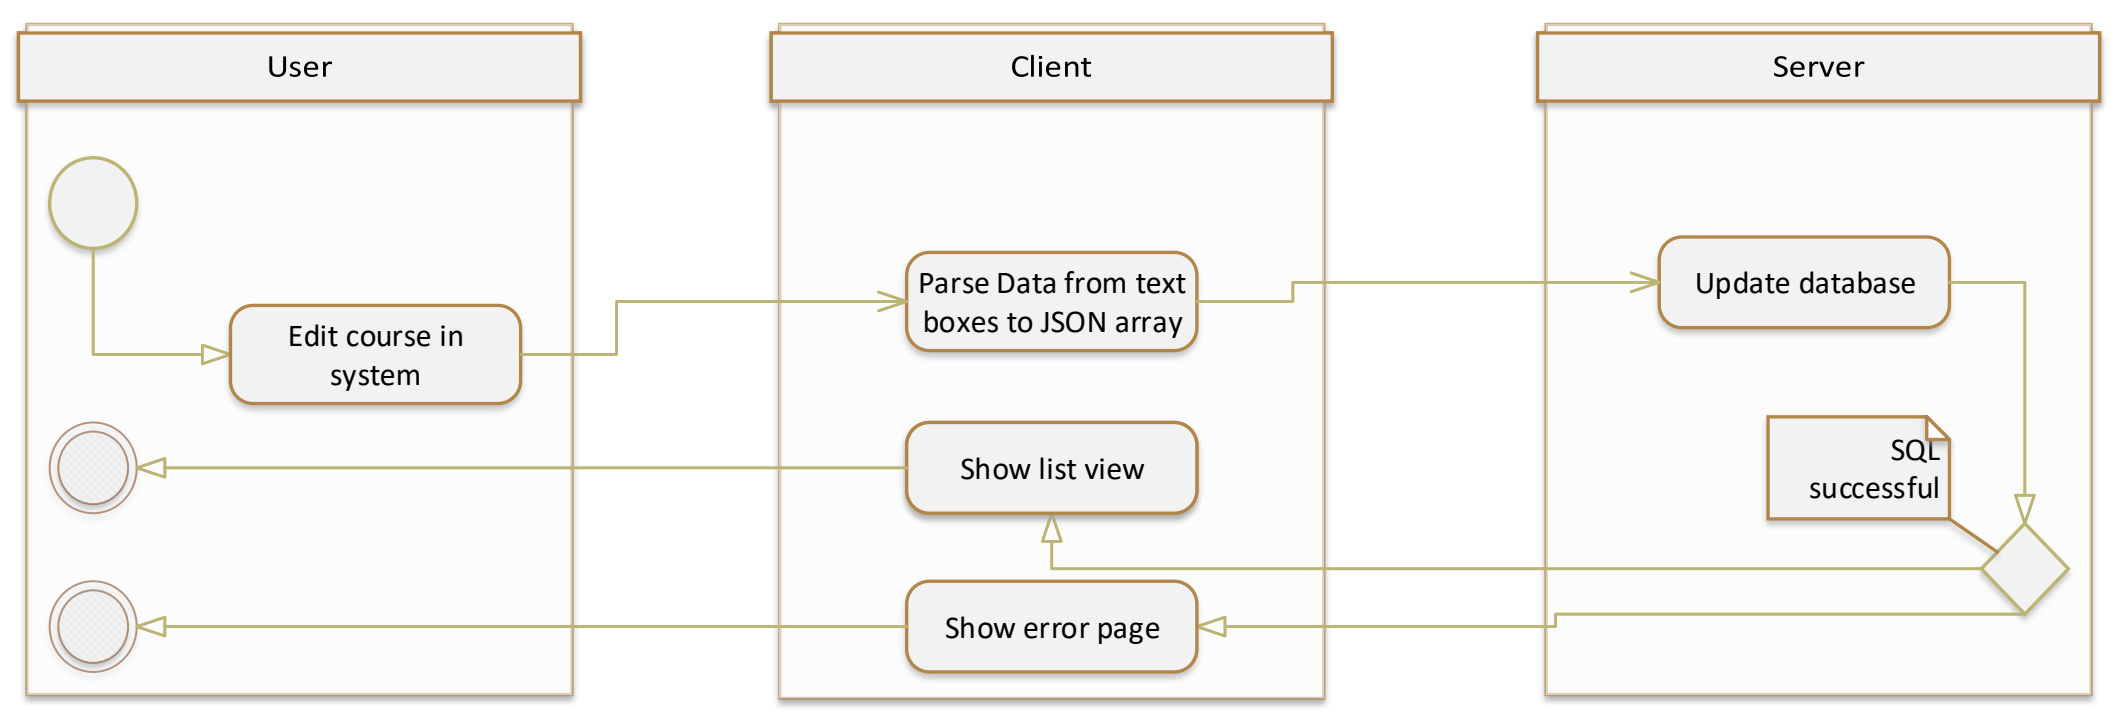 User
Client
Server
Edit course in
system
Parse Data from text
boxes to JSON array
Update database
Show list view
SQL
successful
Show error page